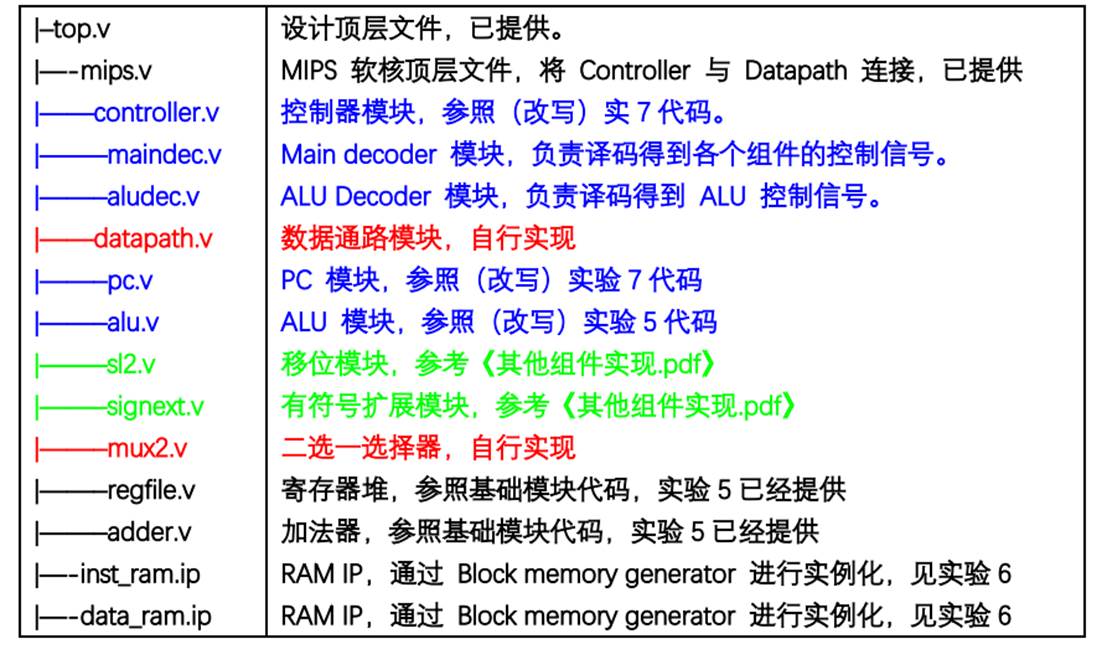 |–top.v 设计顶层文件，已提供。
|—-mips.v MIPS 软核顶层文件，将 Controller 与 Datapath 连接，已提供
|——controller.v 控制器模块，参照（改写）实 7 代码。
|———maindec.v Main decoder 模块，负责译码得到各个组件的控制信号。
|———aludec.v ALU Decoder 模块，负责译码得到 ALU 控制信号。
|——datapath.v 数据通路模块，自行实现
|———pc.v PC 模块，参照（改写）实验 7 代码
|———alu.v ALU 模块，参照（改写）实验 5 代码
|———sl2.v 移位模块，参考《其他组件实现.pdf》
|———signext.v 有符号扩展模块，参考《其他组件实现.pdf》
|———mux2.v 二选一选择器，自行实现
|———regfile.v 寄存器堆，参照基础模块代码，实验 5 已经提供
|———adder.v 加法器，参照基础模块代码，实验 5 已经提供
|—-inst_ram.ip RAM IP，通过 Block memory generator 进行实例化，见实验 6
|—-data_ram.ip RAM IP，通过 Block memory generator 进行实例化，见实验 6